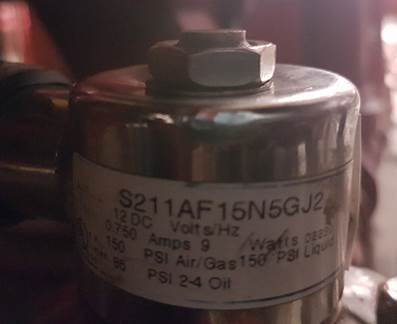 S211AF15N5GJ2
12 DC Volts/Hz
0.750 Amps 9 Watts
150 PSI Air/Gas 150 PSI Liquid
85 PSI 2-4 Oil